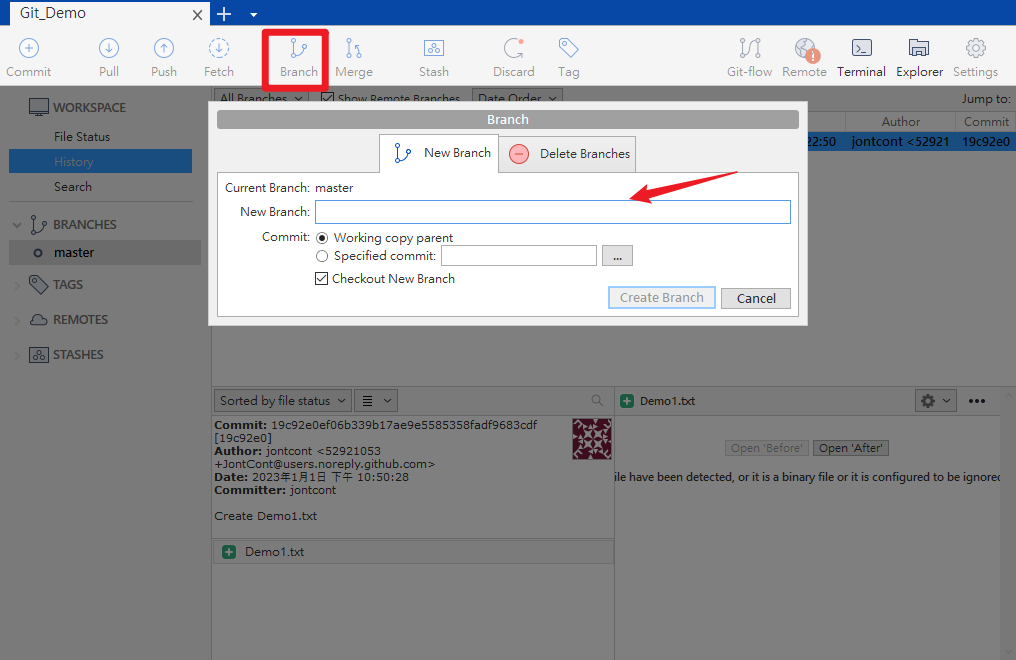 Git_Demo
Commit Pull Push Fetch Branch Merge Stash Discard Tag Git-flow Remote Terminal Explorer Settings
All Branches Show Remote Branches Date Order Jump to:
WORKSPACE
File Status
History
Search
BRANCHES
master
TAGS
REMOTES
STASHES
Author Commit
22:50 jontcont <52921 19c92e0
Branch
New Branch Delete Branches
Current Branch: master
New Branch:
Commit: Working copy parent
Specified commit: ...
Checkout New Branch
Create Branch Cancel
Sorted by file status
Commit: 19c92e0ef06b339b17ae9e5585358fadf9683cdf
[19c92e0]
Author: jontcont <52921053
+JontCont@users.noreply.github.com>
Date: 2023年1月1日 下午 10:50:28
Committer: jontcont
Create Demo1.txt
Demo1.txt
Demo1.txt
Open 'Before' Open 'After'
ile have been detected, or it is a binary file or it is configured to be ignored